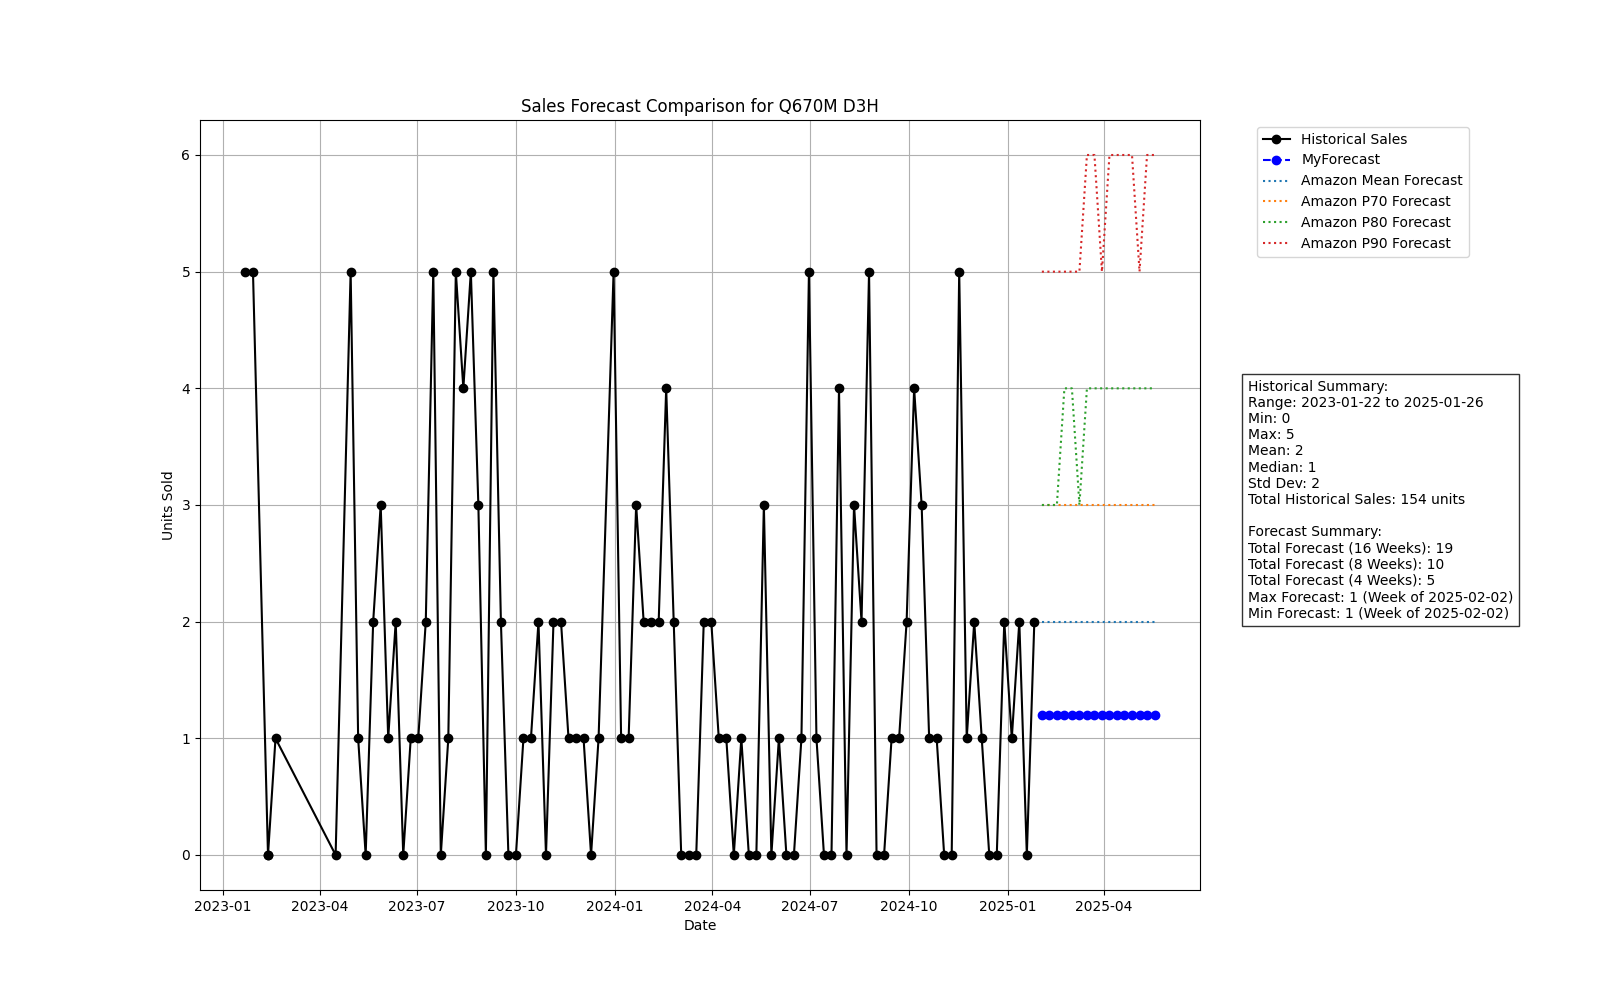 Sales Forecast Comparison for Q670M D3H
Units Sold
6
5
4
3
2
1
0
2023-01 2023-04 2023-07 2023-10 2024-01 2024-04 2024-07 2024-10 2025-01 2025-04
Date
Historical Sales
MyForecast
Amazon Mean Forecast
Amazon P70 Forecast
Amazon P80 Forecast
Amazon P90 Forecast
Historical Summary:
Range: 2023-01-22 to 2025-01-26
Min: 0
Max: 5
Mean: 2
Median: 1
Std Dev: 2
Total Historical Sales: 154 units
Forecast Summary:
Total Forecast (16 Weeks): 19
Total Forecast (8 Weeks): 10
Total Forecast (4 Weeks): 5
Max Forecast: 1 (Week of 2025-02-02)
Min Forecast: 1 (Week of 2025-02-02)